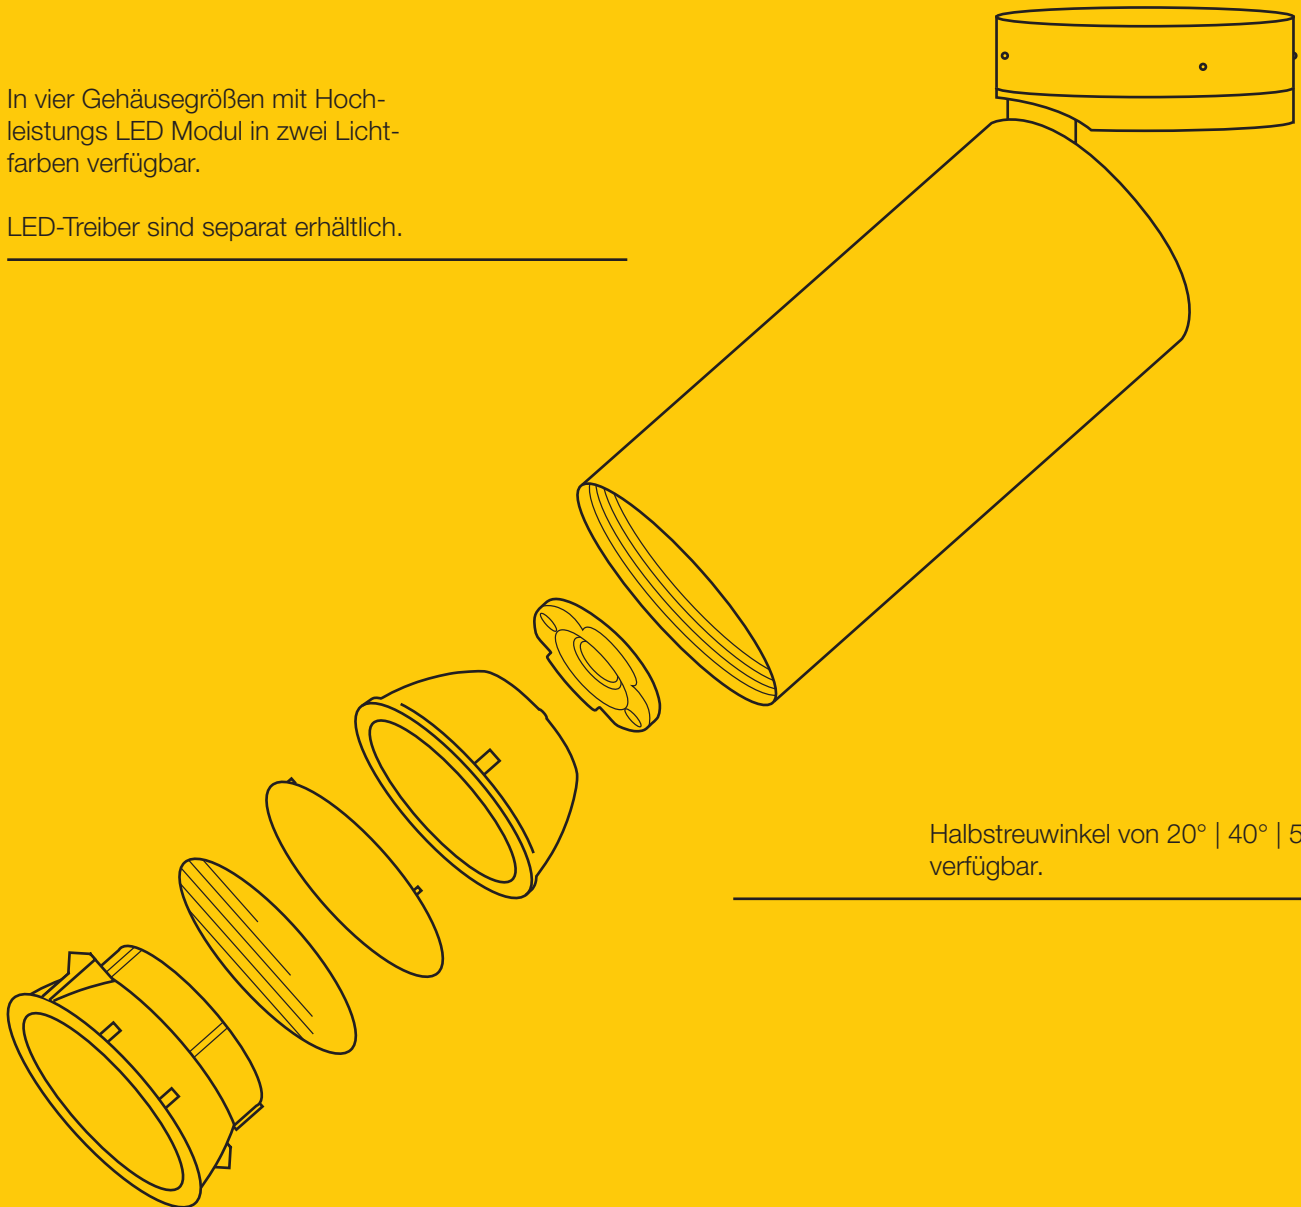 In vier Gehäusegrößen mit Hoch-
leistungs LED Modul in zwei Licht-
farben verfügbar.
LED-Treiber sind separat erhältlich.
Halbstreuwinkel von 20° | 40° | 5
verfügbar.